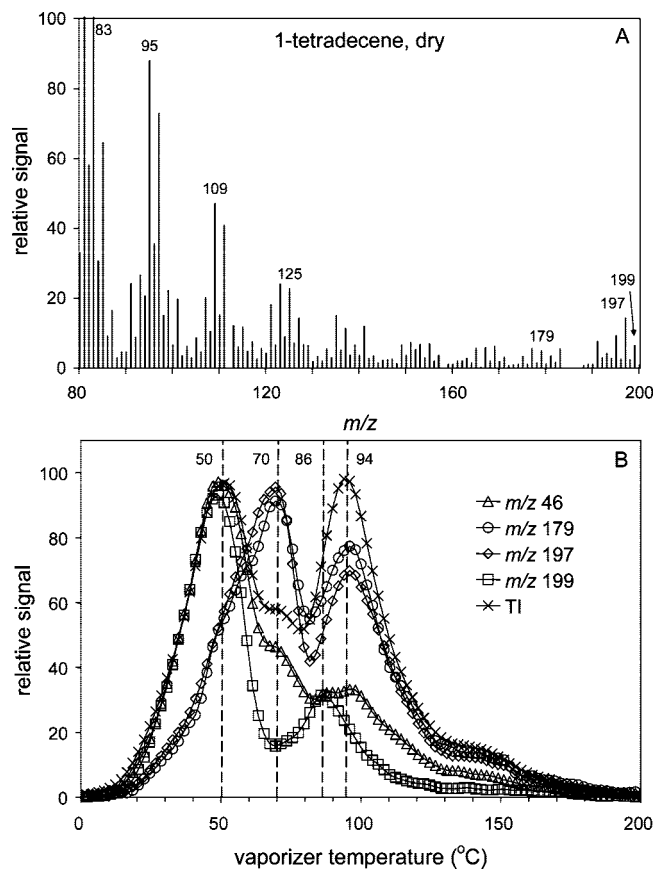 1-tetradecene, dry
A
relative signal
100
80
60
40
20
0
83
95
109
125
179
197
199
80
120
160
200
m/z
B
50
70
86
94
relative signal
100
80
60
40
20
0
m/z 46
m/z 179
m/z 197
m/z 199
TI
0
50
100
150
200
vaporizer temperature (°C)